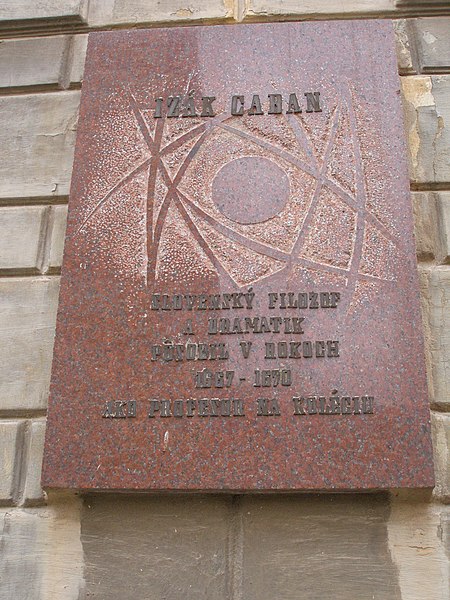 IZÁK CABAN
SLOVENSKÝ FILOZOF
A DRAMATIK
PÔSOBIL V ROKOCH
1667 - 1670
AKO PROFESOR NA KOLÉGIU